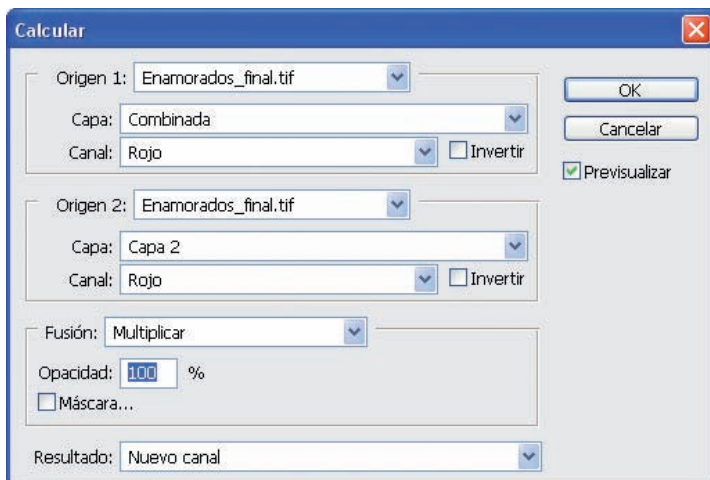 Calcular
Origen 1: Enamorados_final.tif
Capa: Combinada
Canal: Rojo Invertir
OK
Cancelar
Previsualizar
Origen 2: Enamorados_final.tif
Capa: Capa 2
Canal: Rojo Invertir
Fusión: Multiplicar
Opacidad: 100 %
Máscara...
Resultado: Nuevo canal